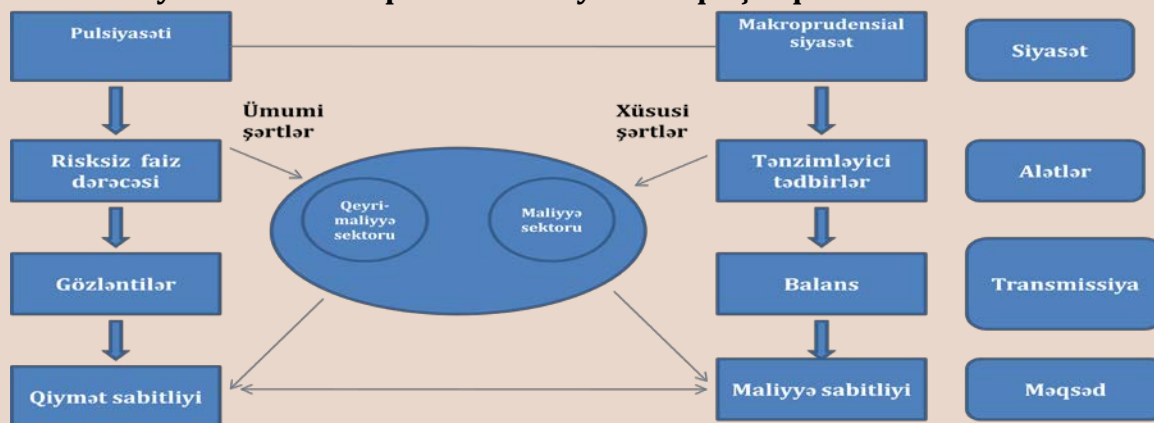 Pulsiyasəti
Makroprudensial
siyasət
Siyasət
Ümumi
şərtlər
Xüsusi
şərtlər
Risksiz faiz
dərəcəsi
Tənzimləyici
tədbirlər
Alətlər
Qeyri-
maliyyə
sektoru
Maliyyə
sektoru
Gözləntilər
Balans
Transmissiya
Qiymət sabitliyi
Maliyyə sabitliyi
Məqsəd